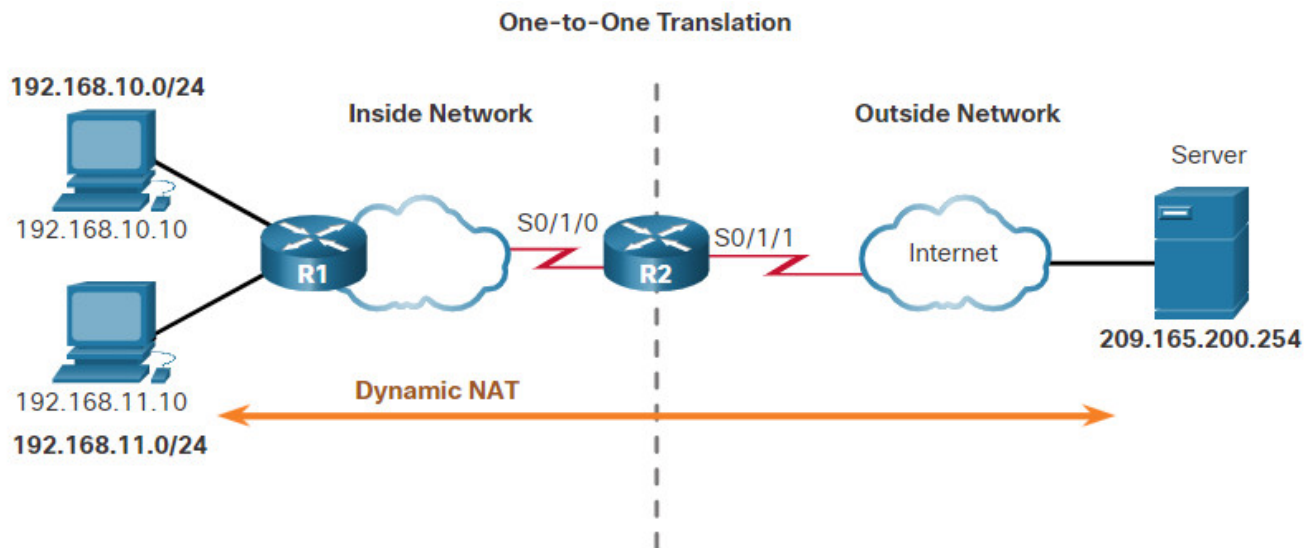 One-to-One Translation
192.168.10.0/24
Inside Network
Outside Network
Server
192.168.10.10
S0/1/0
S0/1/1
R1
R2
Internet
209.165.200.254
Dynamic NAT
192.168.11.10
192.168.11.0/24